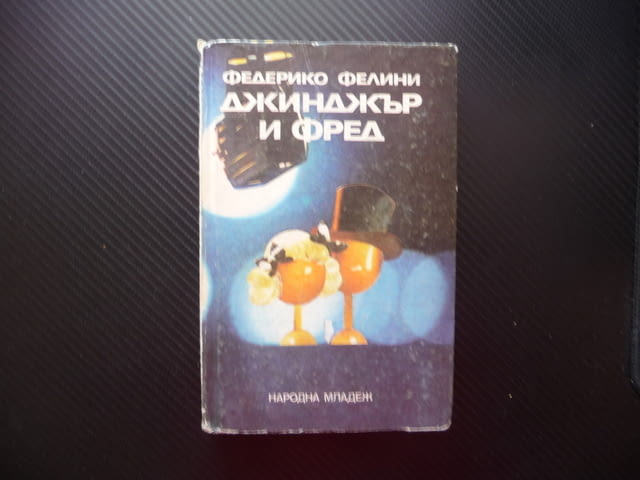 ФЕДЕРИКО ФЕЛИНИ
ДЖИНДЖЪР
И ФРЕД
НАРОДНА МЛАДЕЖ